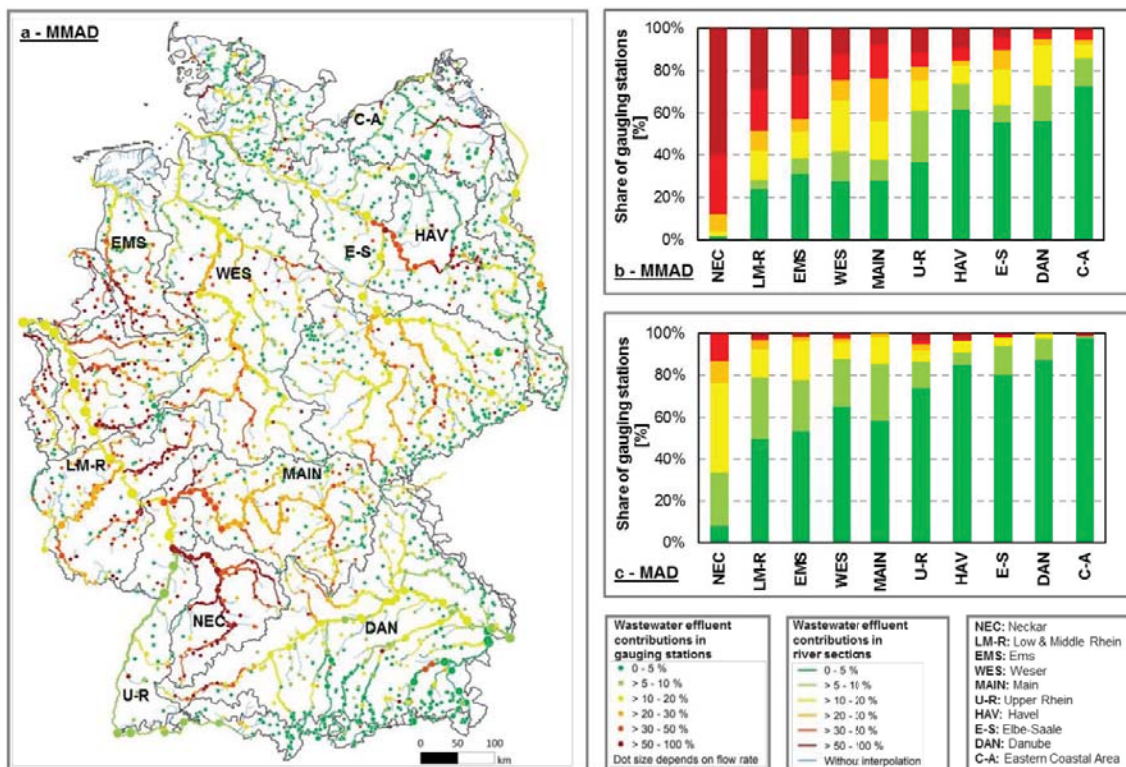 a - MMAD
C-A
EMS
WES
E-S
HAV
LM-R
MAIN
NEC
DAN
U-R
0 50 100
km
Share of gauging stations
[%]
100%
80%
60%
40%
20%
0%
b - MMAD
NEC
LM-R
EMS
WES
MAIN
U-R
HAV
E-S
DAN
C-A
Share of gauging stations
[%]
100%
80%
60%
40%
20%
0%
c - MAD
NEC
LM-R
EMS
WES
MAIN
U-R
HAV
E-S
DAN
C-A
Wastewater effluent
contributions in
gauging stations
0 - 5 %
> 5 - 10 %
> 10 - 20 %
> 20 - 30 %
> 30 - 50 %
> 50 - 100 %
Dot size depends on flow rate
Wastewater effluent
contributions in
river sections
0 - 5 %
> 5 - 10 %
> 10 - 20 %
> 20 - 30 %
> 30 - 50 %
> 50 - 100 %
Without interpolation
NEC: Neckar
LM-R: Low & Middle Rhein
EMS: Ems
WES: Weser
MAIN: Main
U-R: Upper Rhein
HAV: Havel
E-S: Elbe-Saale
DAN: Danube
C-A: Eastern Coastal Area